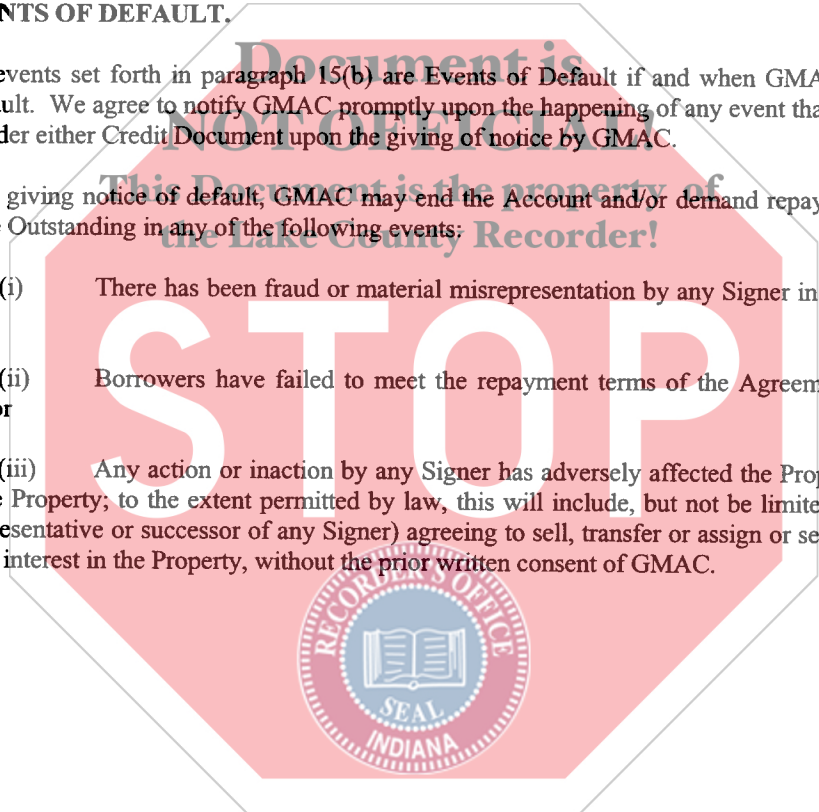 NTS OF DEFAULT.
Document is
events set forth in paragraph 15(b) are Events of Default if and when GMA
ult. We agree to notify GMAC promptly upon the happening of any event tha
der either Credit Document upon the giving of notice by GMAC.
NOT OFFICIAL!
This Document is the property of
giving notice of default, GMAC may end the Account and/or demand repay
Outstanding in any of the following events:
the Lake County Recorder!
(i) There has been fraud or material misrepresentation by any Signer in
STOP
(ii) Borrowers have failed to meet the repayment terms of the Agreem
or
(iii) Any action or inaction by any Signer has adversely affected the Prop
e Property; to the extent permitted by law, this will include, but not be limite
esentative or successor of any Signer) agreeing to sell, transfer or assign or se
interest in the Property, without the prior written consent of GMAC.
RECORDER'S OFFICE
SEAL
INDIANA